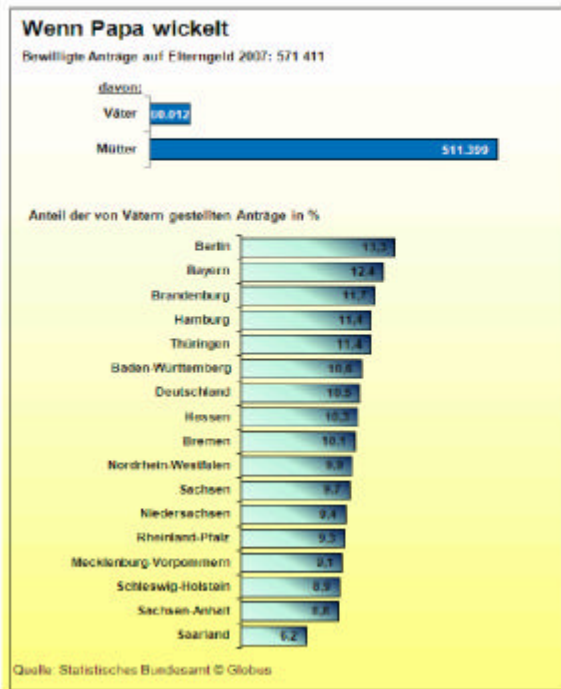 Wenn Papa wickelt
Bewilligte Anträge auf Elterngeld 2007: 571 411
davon:
Väter 60.012
Mütter 511.399
Anteil der von Vätern gestellten Anträge in %
Berlin 13,3
Bayern 12,4
Brandenburg 11,7
Hamburg 11,4
Thüringen 11,4
Baden-Württemberg 10,6
Deutschland 10,5
Hessen 10,3
Bremen 10,1
Nordrhein-Westfalen 9,9
Sachsen 9,7
Niedersachsen 9,4
Rheinland-Pfalz 9,3
Mecklenburg-Vorpommern 9,1
Schleswig-Holstein 8,9
Sachsen-Anhalt 8,8
Saarland 6,2
Quelle: Statistisches Bundesamt © Globus